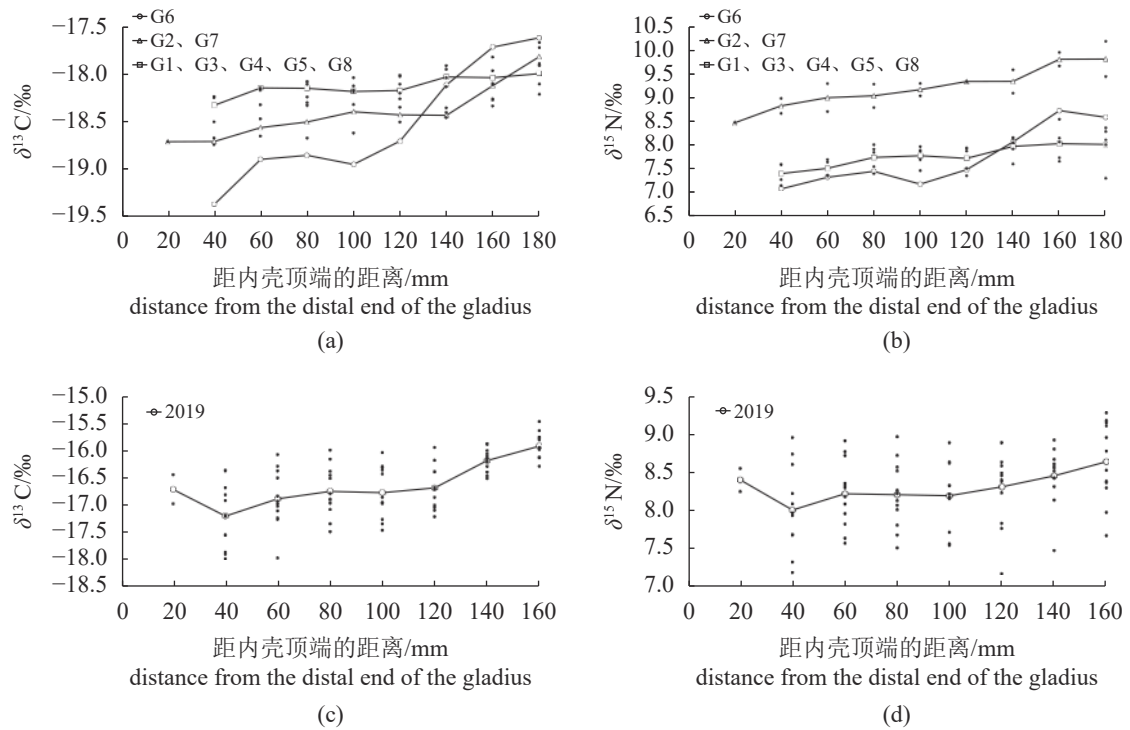 G6
G2、G7
G1、G3、G4、G5、G8
−17.5
−18.0
−18.5
−19.0
−19.5
δ¹³C/‰
0 20 40 60 80 100 120 140 160 180
距内壳顶端的距离/mm
distance from the distal end of the gladius
(a)
G6
G2、G7
G1、G3、G4、G5、G8
10.5
10.0
9.5
9.0
8.5
8.0
7.5
7.0
6.5
δ¹⁵N/‰
0 20 40 60 80 100 120 140 160 180
距内壳顶端的距离/mm
distance from the distal end of the gladius
(b)
2019
−15.0
−15.5
−16.0
−16.5
−17.0
−17.5
−18.0
−18.5
δ¹³C/‰
0 20 40 60 80 100 120 140 160
距内壳顶端的距离/mm
distance from the distal end of the gladius
(c)
2019
9.5
9.0
8.5
8.0
7.5
7.0
δ¹⁵N/‰
0 20 40 60 80 100 120 140 160
距内壳顶端的距离/mm
distance from the distal end of the gladius
(d)